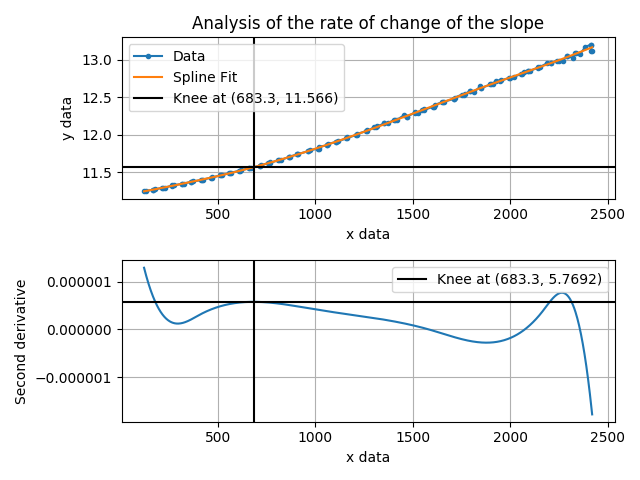 Analysis of the rate of change of the slope
Data
Spline Fit
Knee at (683.3, 11.566)
13.0
12.5
12.0
11.5
y data
500 1000 1500 2000 2500
x data
Knee at (683.3, 5.7692)
0.000001
0.000000
−0.000001
Second derivative
500 1000 1500 2000 2500
x data